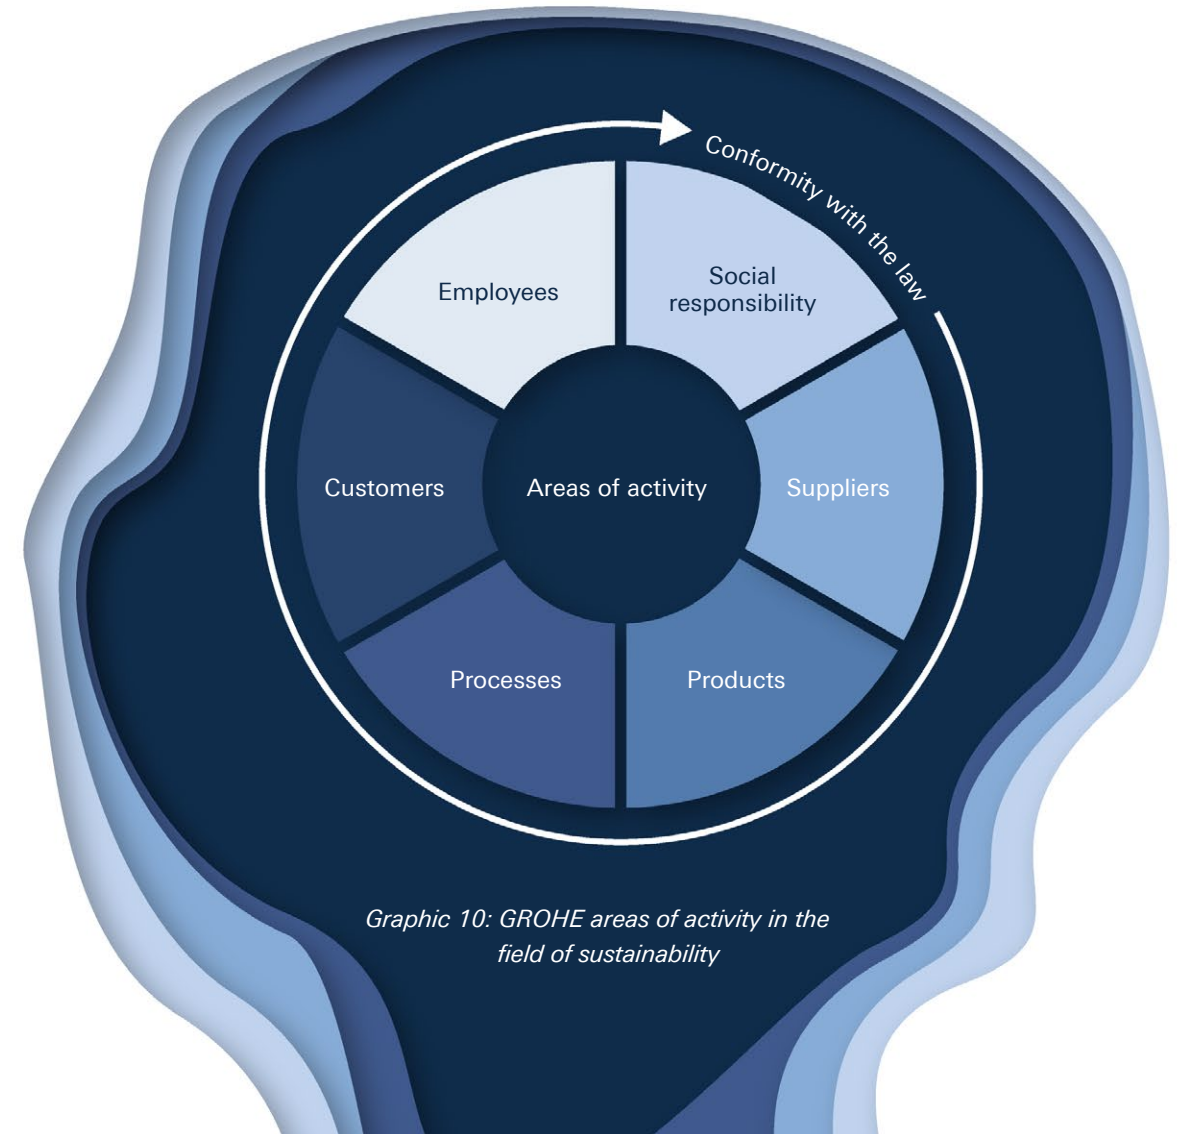 Conformity with the law
Employees
Social
responsibility
Customers
Areas of activity
Suppliers
Processes
Products
Graphic 10: GROHE areas of activity in the
field of sustainability